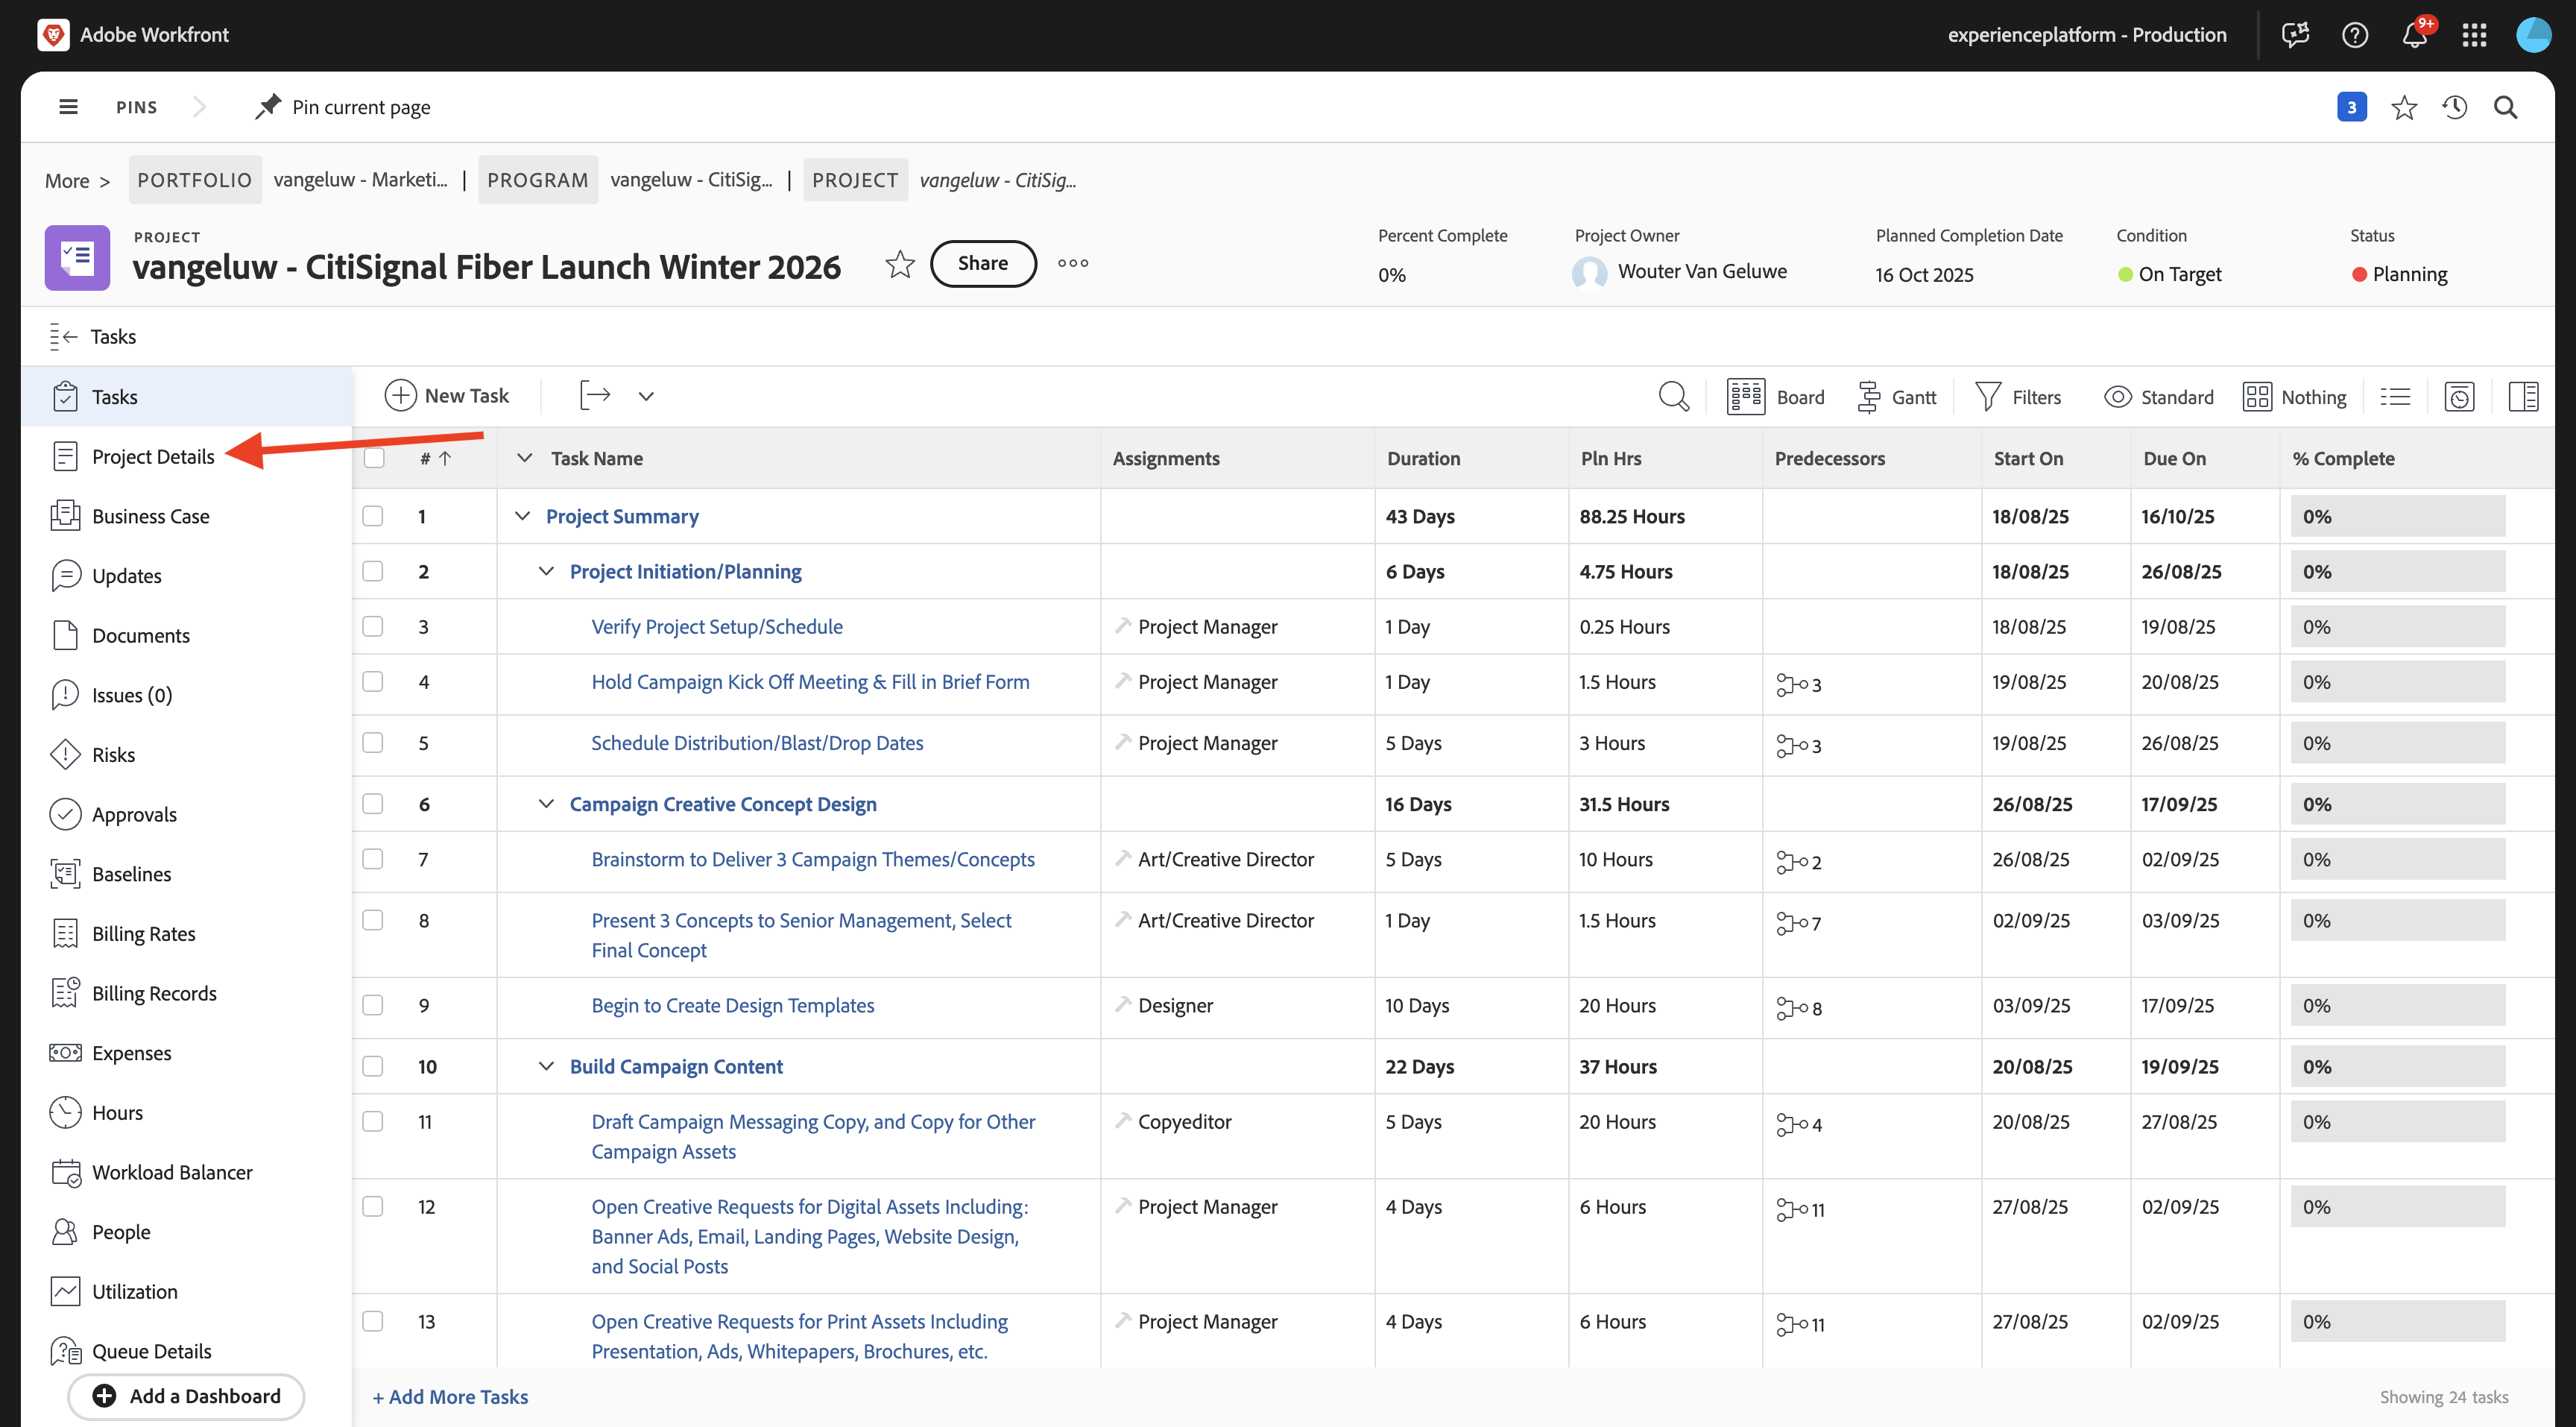 Adobe Workfront
experienceplatform - Production
9+
PINS
Pin current page
3
More >
PORTFOLIO vangeluw - Marketi... | PROGRAM vangeluw - CitiSig... | PROJECT vangeluw - CitiSig...
PROJECT
vangeluw - CitiSignal Fiber Launch Winter 2026
Share
Percent Complete
0%
Project Owner
Wouter Van Geluwe
Planned Completion Date
16 Oct 2025
Condition
On Target
Status
Planning
Tasks
Tasks
Project Details
Business Case
Updates
Documents
Issues (0)
Risks
Approvals
Baselines
Billing Rates
Billing Records
Expenses
Hours
Workload Balancer
People
Utilization
Queue Details
Add a Dashboard
New Task
Board
Gantt
Filters
Standard
Nothing
# Task Name Assignments Duration Pln Hrs Predecessors Start On Due On % Complete
1 Project Summary 43 Days 88.25 Hours 18/08/25 16/10/25 0%
2 Project Initiation/Planning 6 Days 4.75 Hours 18/08/25 26/08/25 0%
3 Verify Project Setup/Schedule Project Manager 1 Day 0.25 Hours 18/08/25 19/08/25 0%
4 Hold Campaign Kick Off Meeting & Fill in Brief Form Project Manager 1 Day 1.5 Hours 3 19/08/25 20/08/25 0%
5 Schedule Distribution/Blast/Drop Dates Project Manager 5 Days 3 Hours 3 19/08/25 26/08/25 0%
6 Campaign Creative Concept Design 16 Days 31.5 Hours 26/08/25 17/09/25 0%
7 Brainstorm to Deliver 3 Campaign Themes/Concepts Art/Creative Director 5 Days 10 Hours 2 26/08/25 02/09/25 0%
8 Present 3 Concepts to Senior Management, Select Art/Creative Director 1 Day 1.5 Hours 7 02/09/25 03/09/25 0%
Final Concept
9 Begin to Create Design Templates Designer 10 Days 20 Hours 8 03/09/25 17/09/25 0%
10 Build Campaign Content 22 Days 37 Hours 20/08/25 19/09/25 0%
11 Draft Campaign Messaging Copy, and Copy for Other Copyeditor 5 Days 20 Hours 4 20/08/25 27/08/25 0%
Campaign Assets
12 Open Creative Requests for Digital Assets Including: Project Manager 4 Days 6 Hours 11 27/08/25 02/09/25 0%
Banner Ads, Email, Landing Pages, Website Design,
and Social Posts
13 Open Creative Requests for Print Assets Including Project Manager 4 Days 6 Hours 11 27/08/25 02/09/25 0%
Presentation, Ads, Whitepapers, Brochures, etc.
+ Add More Tasks
Showing 24 tasks